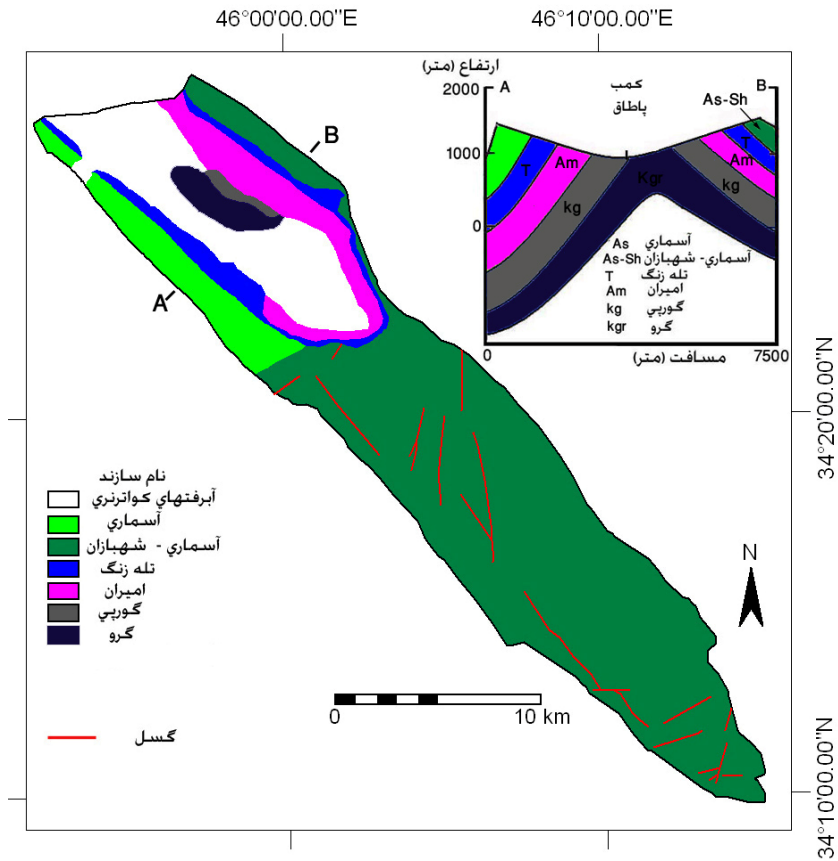 46°00'00.00"E
46°10'00.00"E
ارتفاع (متر)
A
كمب
پاطاق
B
2000
As-Sh
1000
0
T
Am
kg
Kgr
T
Am
kg
As آسماري
As-Sh آسماري- شهبازان
T تله زنگ
Am اميران
kg گورپي
kgr گرو
0
مسافت (متر)
7500
B
A
34°20'00.00"N
34°10'00.00"N
نام سازند
آبرفتهاي كواترنري
آسماري
آسماري - شهبازان
تله زنگ
اميران
گورپي
گرو
گسل
N
0
10 km